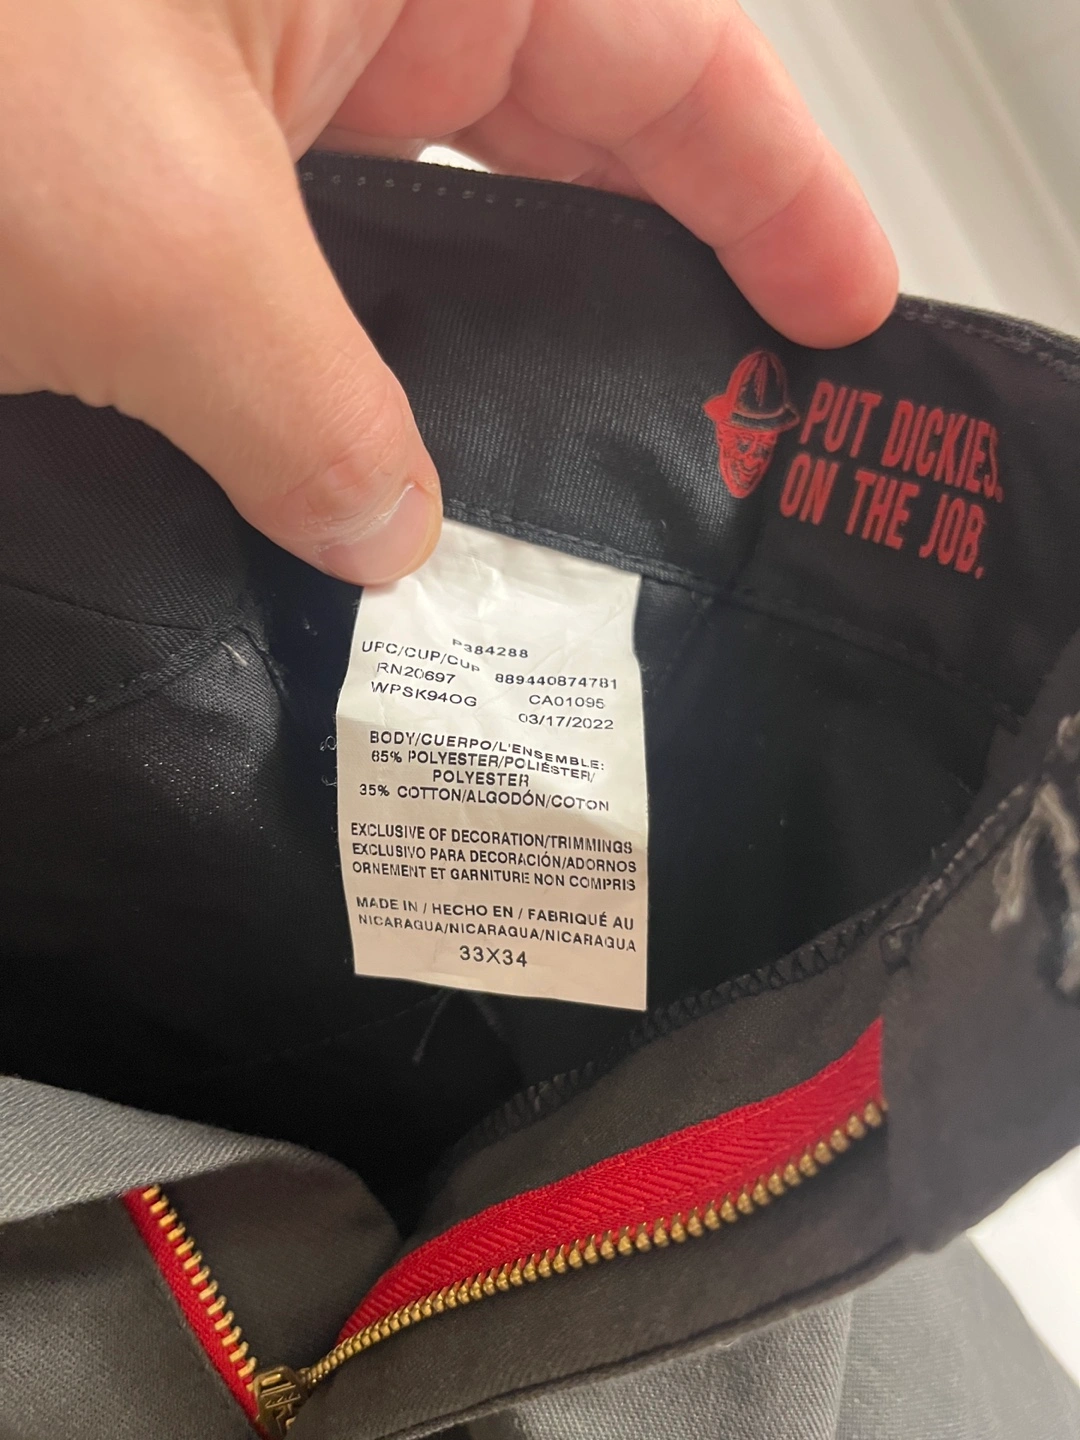 PUT DICKIES.
ON THE JOB.
P384288
UPC/CUP/CUP 889440874781
RN20697 CA01095
WPSK94OG 03/17/2022
BODY/CUERPO/L'ENSEMBLE:
65% POLYESTER/POLIÉSTER/
POLYESTER
35% COTTON/ALGODÓN/COTON
EXCLUSIVE OF DECORATION/TRIMMINGS
EXCLUSIVO PARA DECORACIÓN/ADORNOS
ORNEMENT ET GARNITURE NON COMPRIS
MADE IN / HECHO EN / FABRIQUÉ AU
NICARAGUA/NICARAGUA/NICARAGUA
33X34